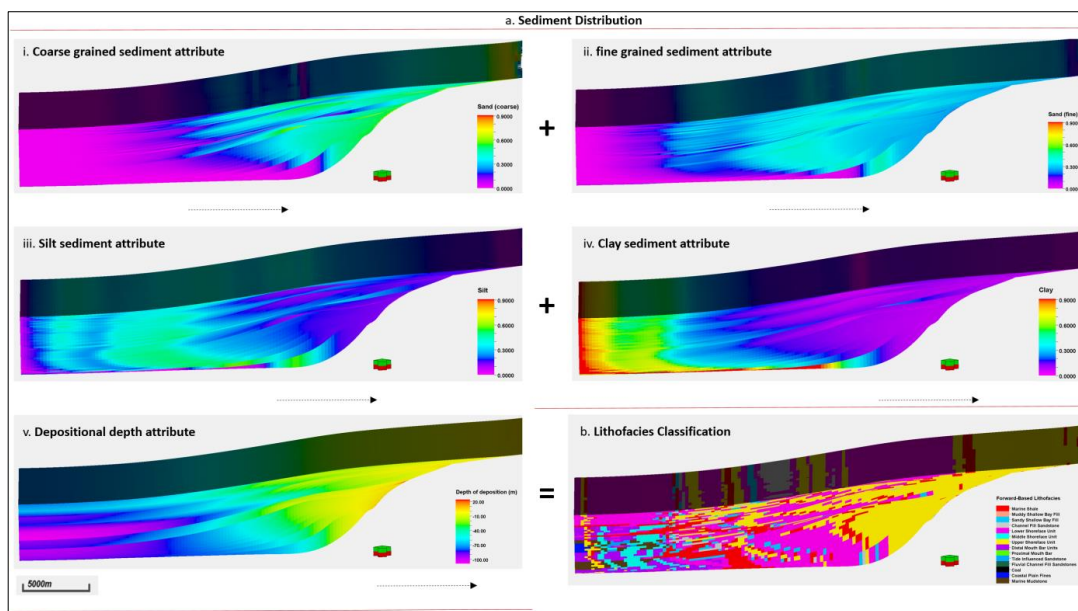 a. Sediment Distribution
i. Coarse grained sediment attribute
Sand (coarse)
0.9000
0.6000
0.3000
0.0000
+
ii. fine grained sediment attribute
Sand (fine)
0.9000
0.6000
0.3000
0.0000
iii. Silt sediment attribute
Silt
0.9000
0.6000
0.3000
0.0000
+
iv. Clay sediment attribute
Clay
0.9000
0.6000
0.3000
0.0000
v. Depositional depth attribute
Depth of deposition (m)
20.00
-10.00
-40.00
-70.00
-100.00
5000m
=
b. Lithofacies Classification
Forward-Based Lithofacies
Marine Shale
Muddy Shallow Bay Fill
Sandy Shallow Bay Fill
Channel Fill Sandstone
Lower Shoreface Unit
Middle Shoreface Unit
Upper Shoreface Unit
Distal Mouth Bar Units
Proximal Mouth Bar
Tide Influenced Sandstone
Fluvial Channel Fill Sandstones
Coal
Coastal Plain Fines
Marine Mudstone